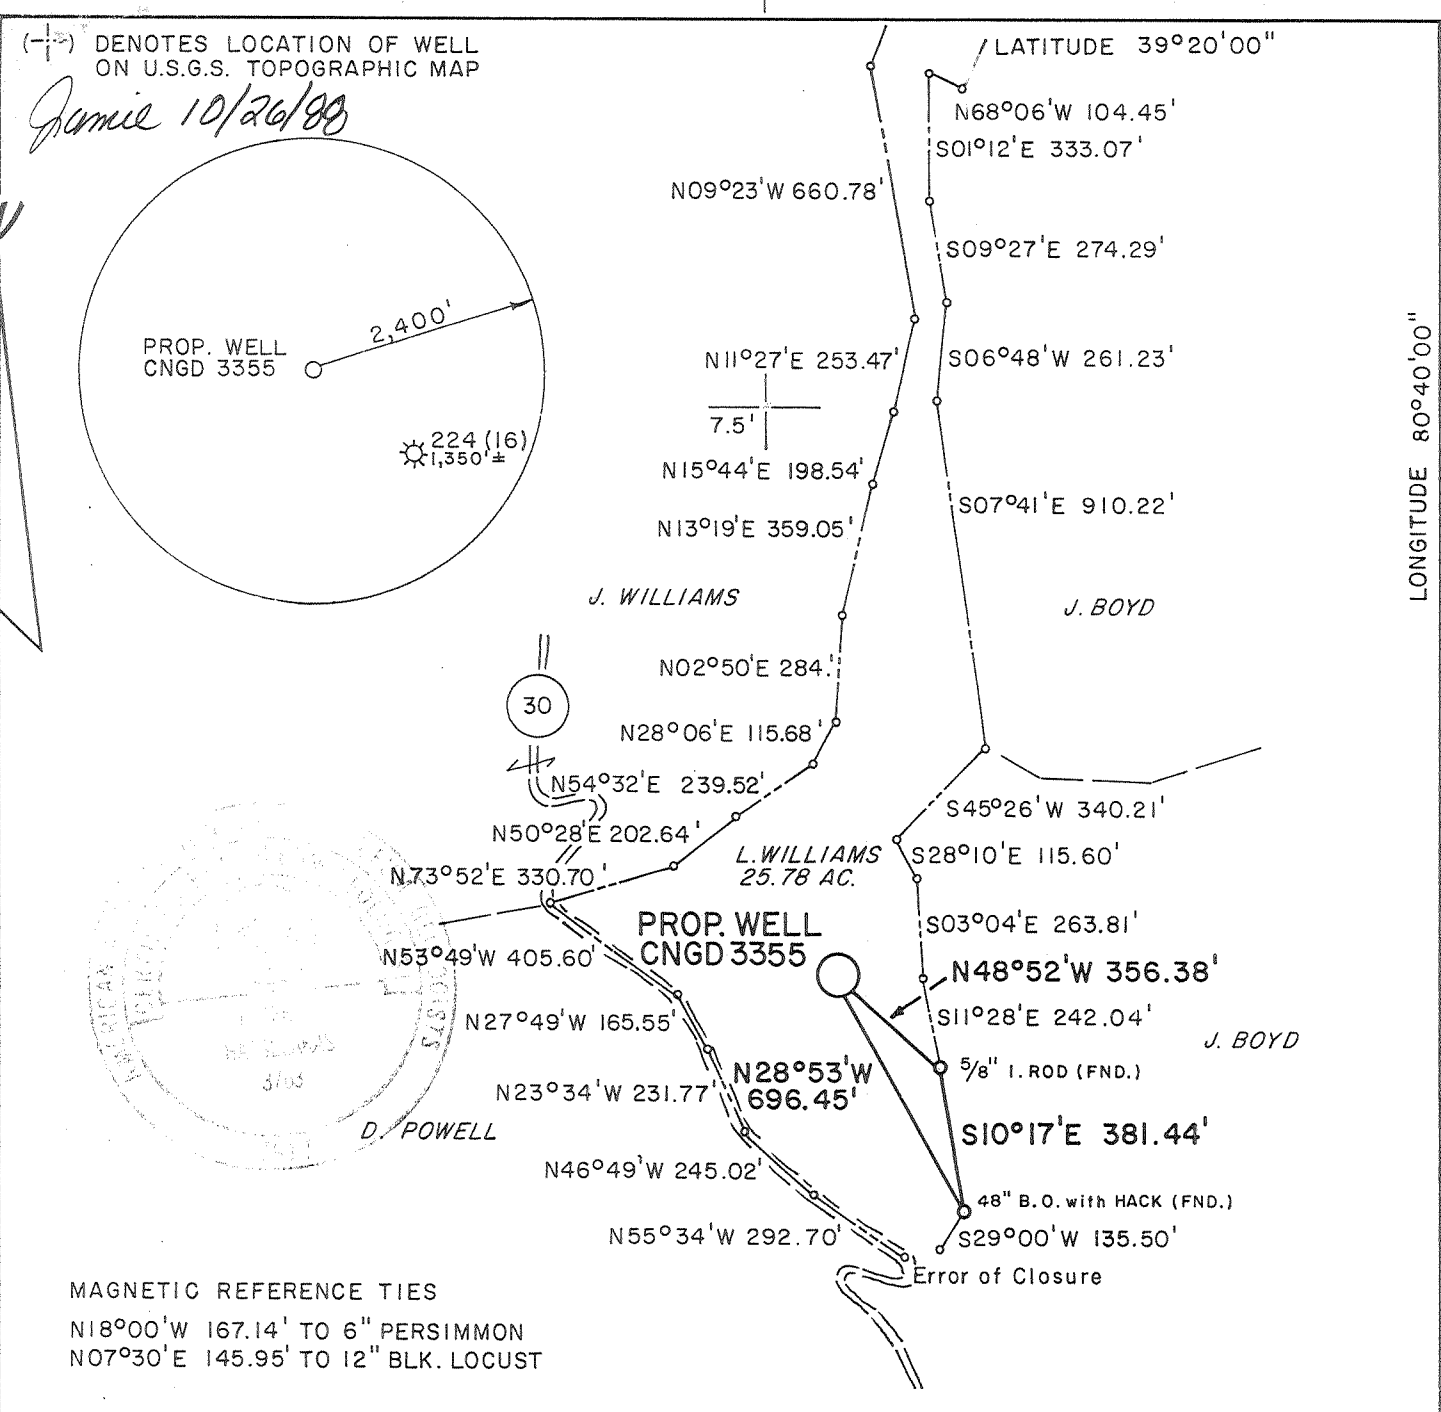 (-¦-) DENOTES LOCATION OF WELL
ON U.S.G.S. TOPOGRAPHIC MAP
Jamie 10/26/88
LATITUDE 39°20'00"
N68°06'W 104.45'
S01°12'E 333.07'
N09°23'W 660.78'
S09°27'E 274.29'
2,400'
PROP. WELL
CNGD 3355
N11°27'E 253.47'
S06°48'W 261.23'
LONGITUDE 80°40'00"
7.5'
224 (16)
1,350'±
N15°44'E 198.54'
S07°41'E 910.22'
N13°19'E 359.05'
J. WILLIAMS
J. BOYD
N02°50'E 284.'
30
N28°06'E 115.68'
N54°32'E 239.52'
S45°26'W 340.21'
N50°28'E 202.64'
L. WILLIAMS
25.78 AC.
S28°10'E 115.60'
N73°52'E 330.70'
PROP. WELL
CNGD 3355
S03°04'E 263.81'
N53°49'W 405.60'
N48°52'W 356.38'
N27°49'W 165.55'
S11°28'E 242.04'
J. BOYD
N28°53'W
696.45'
5/8" I. ROD (FND.)
N23°34'W 231.77'
D. POWELL
S10°17'E 381.44'
N46°49'W 245.02'
48" B.O. with HACK (FND.)
N55°34'W 292.70'
S29°00'W 135.50'
Error of Closure
MAGNETIC REFERENCE TIES
N18°00'W 167.14' TO 6" PERSIMMON
N07°30'E 145.95' TO 12" BLK. LOCUST